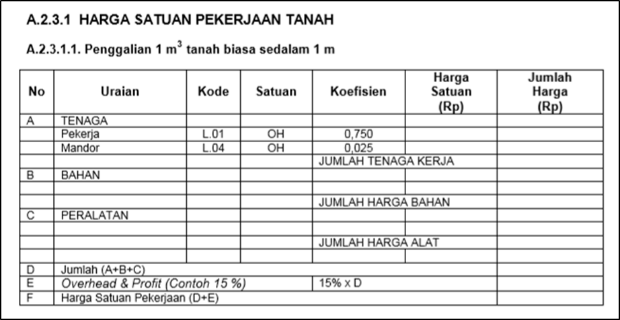 A.2.3.1 HARGA SATUAN PEKERJAAN TANAH
A.2.3.1.1. Penggalian 1 m³ tanah biasa sedalam 1 m
No Uraian Kode Satuan Koefisien Harga Satuan (Rp) Jumlah Harga (Rp)
A TENAGA
Pekerja L.01 OH 0,750
Mandor L.04 OH 0,025
JUMLAH TENAGA KERJA
B BAHAN
JUMLAH HARGA BAHAN
C PERALATAN
JUMLAH HARGA ALAT
D Jumlah (A+B+C)
E Overhead & Profit (Contoh 15 %) 15% x D
F Harga Satuan Pekerjaan (D+E)